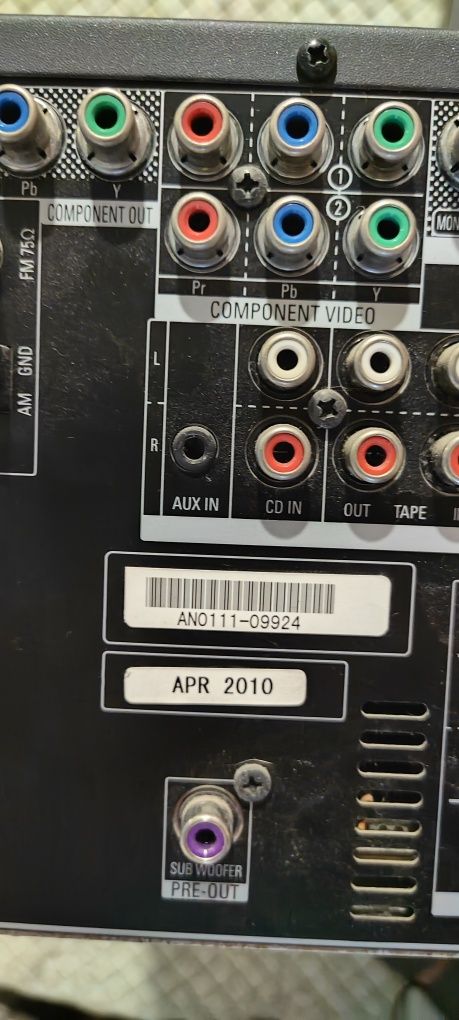 Pb
Y
COMPONENT OUT
1
2
MON
Pr
Pb
Y
COMPONENT VIDEO
FM 75Ω
AM GND
L
R
AUX IN
CD IN
OUT
TAPE
AN0111-09924
APR 2010
SUB WOOFER
PRE-OUT